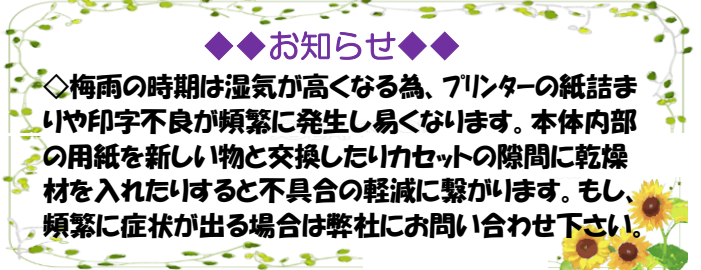 ◆◆お知らせ◆◆
◇梅雨の時期は湿気が高くなる為、プリンターの紙詰ま
りや印字不良が頻繁に発生し易くなります。本体内部
の用紙を新しい物と交換したりカセットの隙間に乾燥
材を入れたりすると不具合の軽減に繋がります。もし、
頻繁に症状が出る場合は弊社にお問い合わせ下さい。